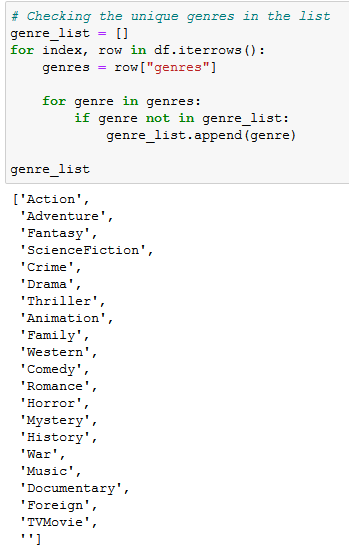 # Checking the unique genres in the list
genre_list = []
for index, row in df.iterrows():
    genres = row["genres"]

    for genre in genres:
        if genre not in genre_list:
            genre_list.append(genre)

genre_list
['Action',
 'Adventure',
 'Fantasy',
 'ScienceFiction',
 'Crime',
 'Drama',
 'Thriller',
 'Animation',
 'Family',
 'Western',
 'Comedy',
 'Romance',
 'Horror',
 'Mystery',
 'History',
 'War',
 'Music',
 'Documentary',
 'Foreign',
 'TVMovie',
 '']